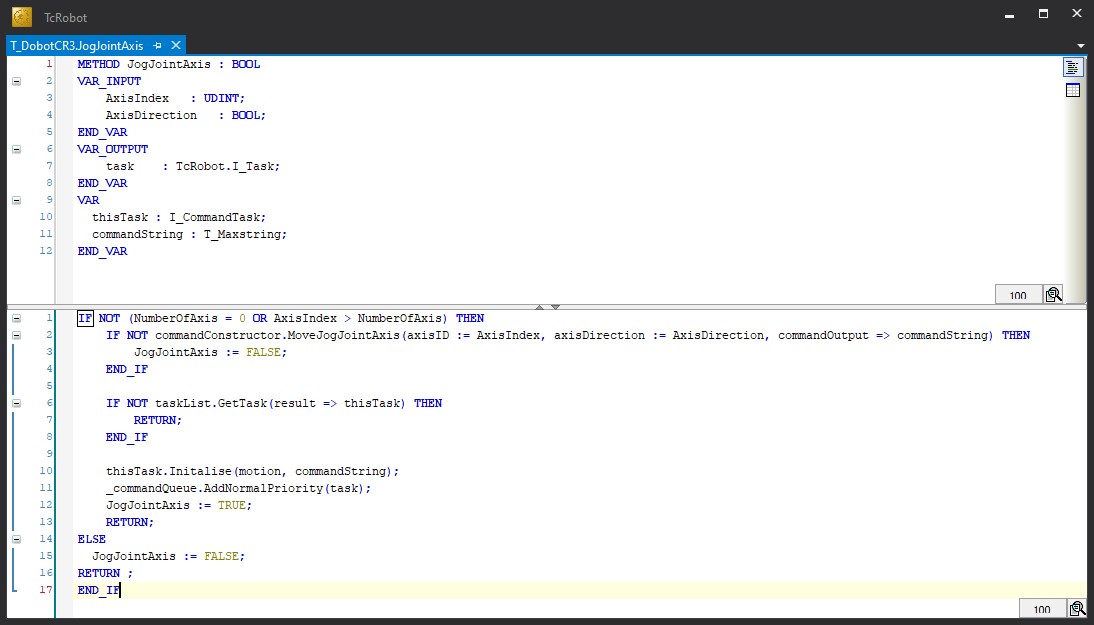 TcRobot
T_DobotCR3.JogJointAxis
1 METHOD JogJointAxis : BOOL
2 VAR_INPUT
3 AxisIndex : UDINT;
4 AxisDirection : BOOL;
5 END_VAR
6 VAR_OUTPUT
7 task : TcRobot.I_Task;
8 END_VAR
9 VAR
10 thisTask : I_CommandTask;
11 commandString : T_Maxstring;
12 END_VAR
100
1 IF NOT (NumberOfAxis = 0 OR AxisIndex > NumberOfAxis) THEN
2 IF NOT commandConstructor.MoveJogJointAxis(axisID := AxisIndex, axisDirection := AxisDirection, commandOutput => commandString) THEN
3 JogJointAxis := FALSE;
4 END_IF
5
6 IF NOT taskList.GetTask(result => thisTask) THEN
7 RETURN;
8 END_IF
9
10 thisTask.Initalise(motion, commandString);
11 _commandQueue.AddNormalPriority(task);
12 JogJointAxis := TRUE;
13 RETURN;
14 ELSE
15 JogJointAxis := FALSE;
16 RETURN ;
17 END_IF
100